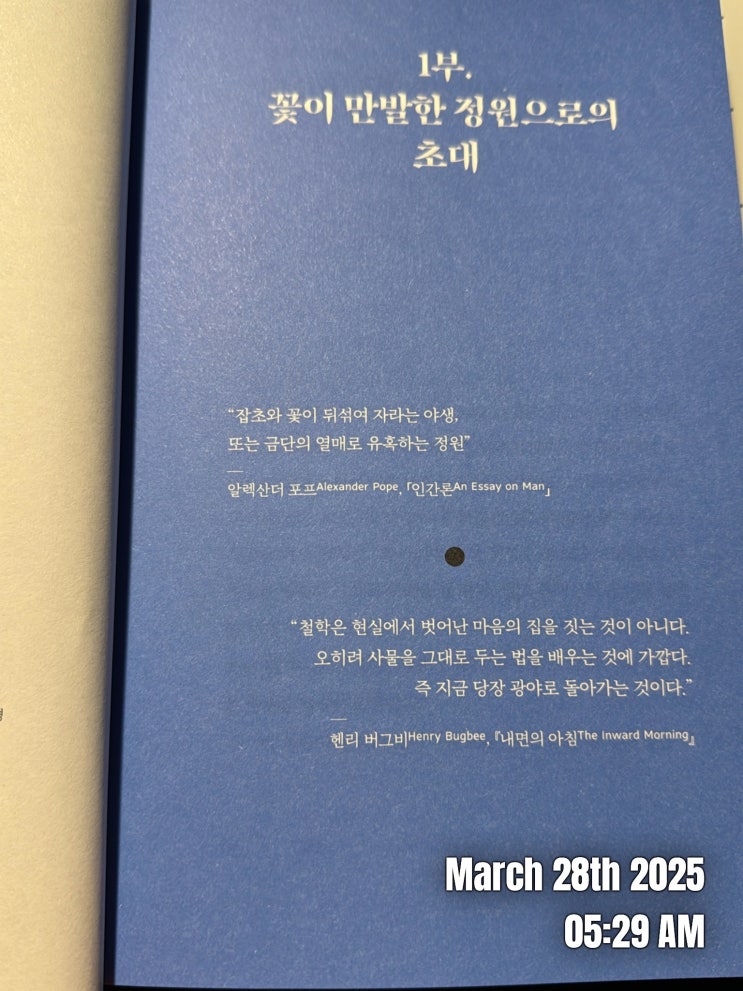 1부.
꽃이 만발한 정원으로의
초대
“잡초와 꽃이 뒤섞여 자라는 야생,
또는 금단의 열매로 유혹하는 정원”
알렉산더 포프Alexander Pope, 「인간론An Essay on Man」
“철학은 현실에서 벗어난 마음의 집을 짓는 것이 아니다.
오히려 사물을 그대로 두는 법을 배우는 것에 가깝다.
즉 지금 당장 광야로 돌아가는 것이다.”
헨리 버그비Henry Bugbee, 『내면의 아침The Inward Morning』
March 28th 2025
05:29 AM